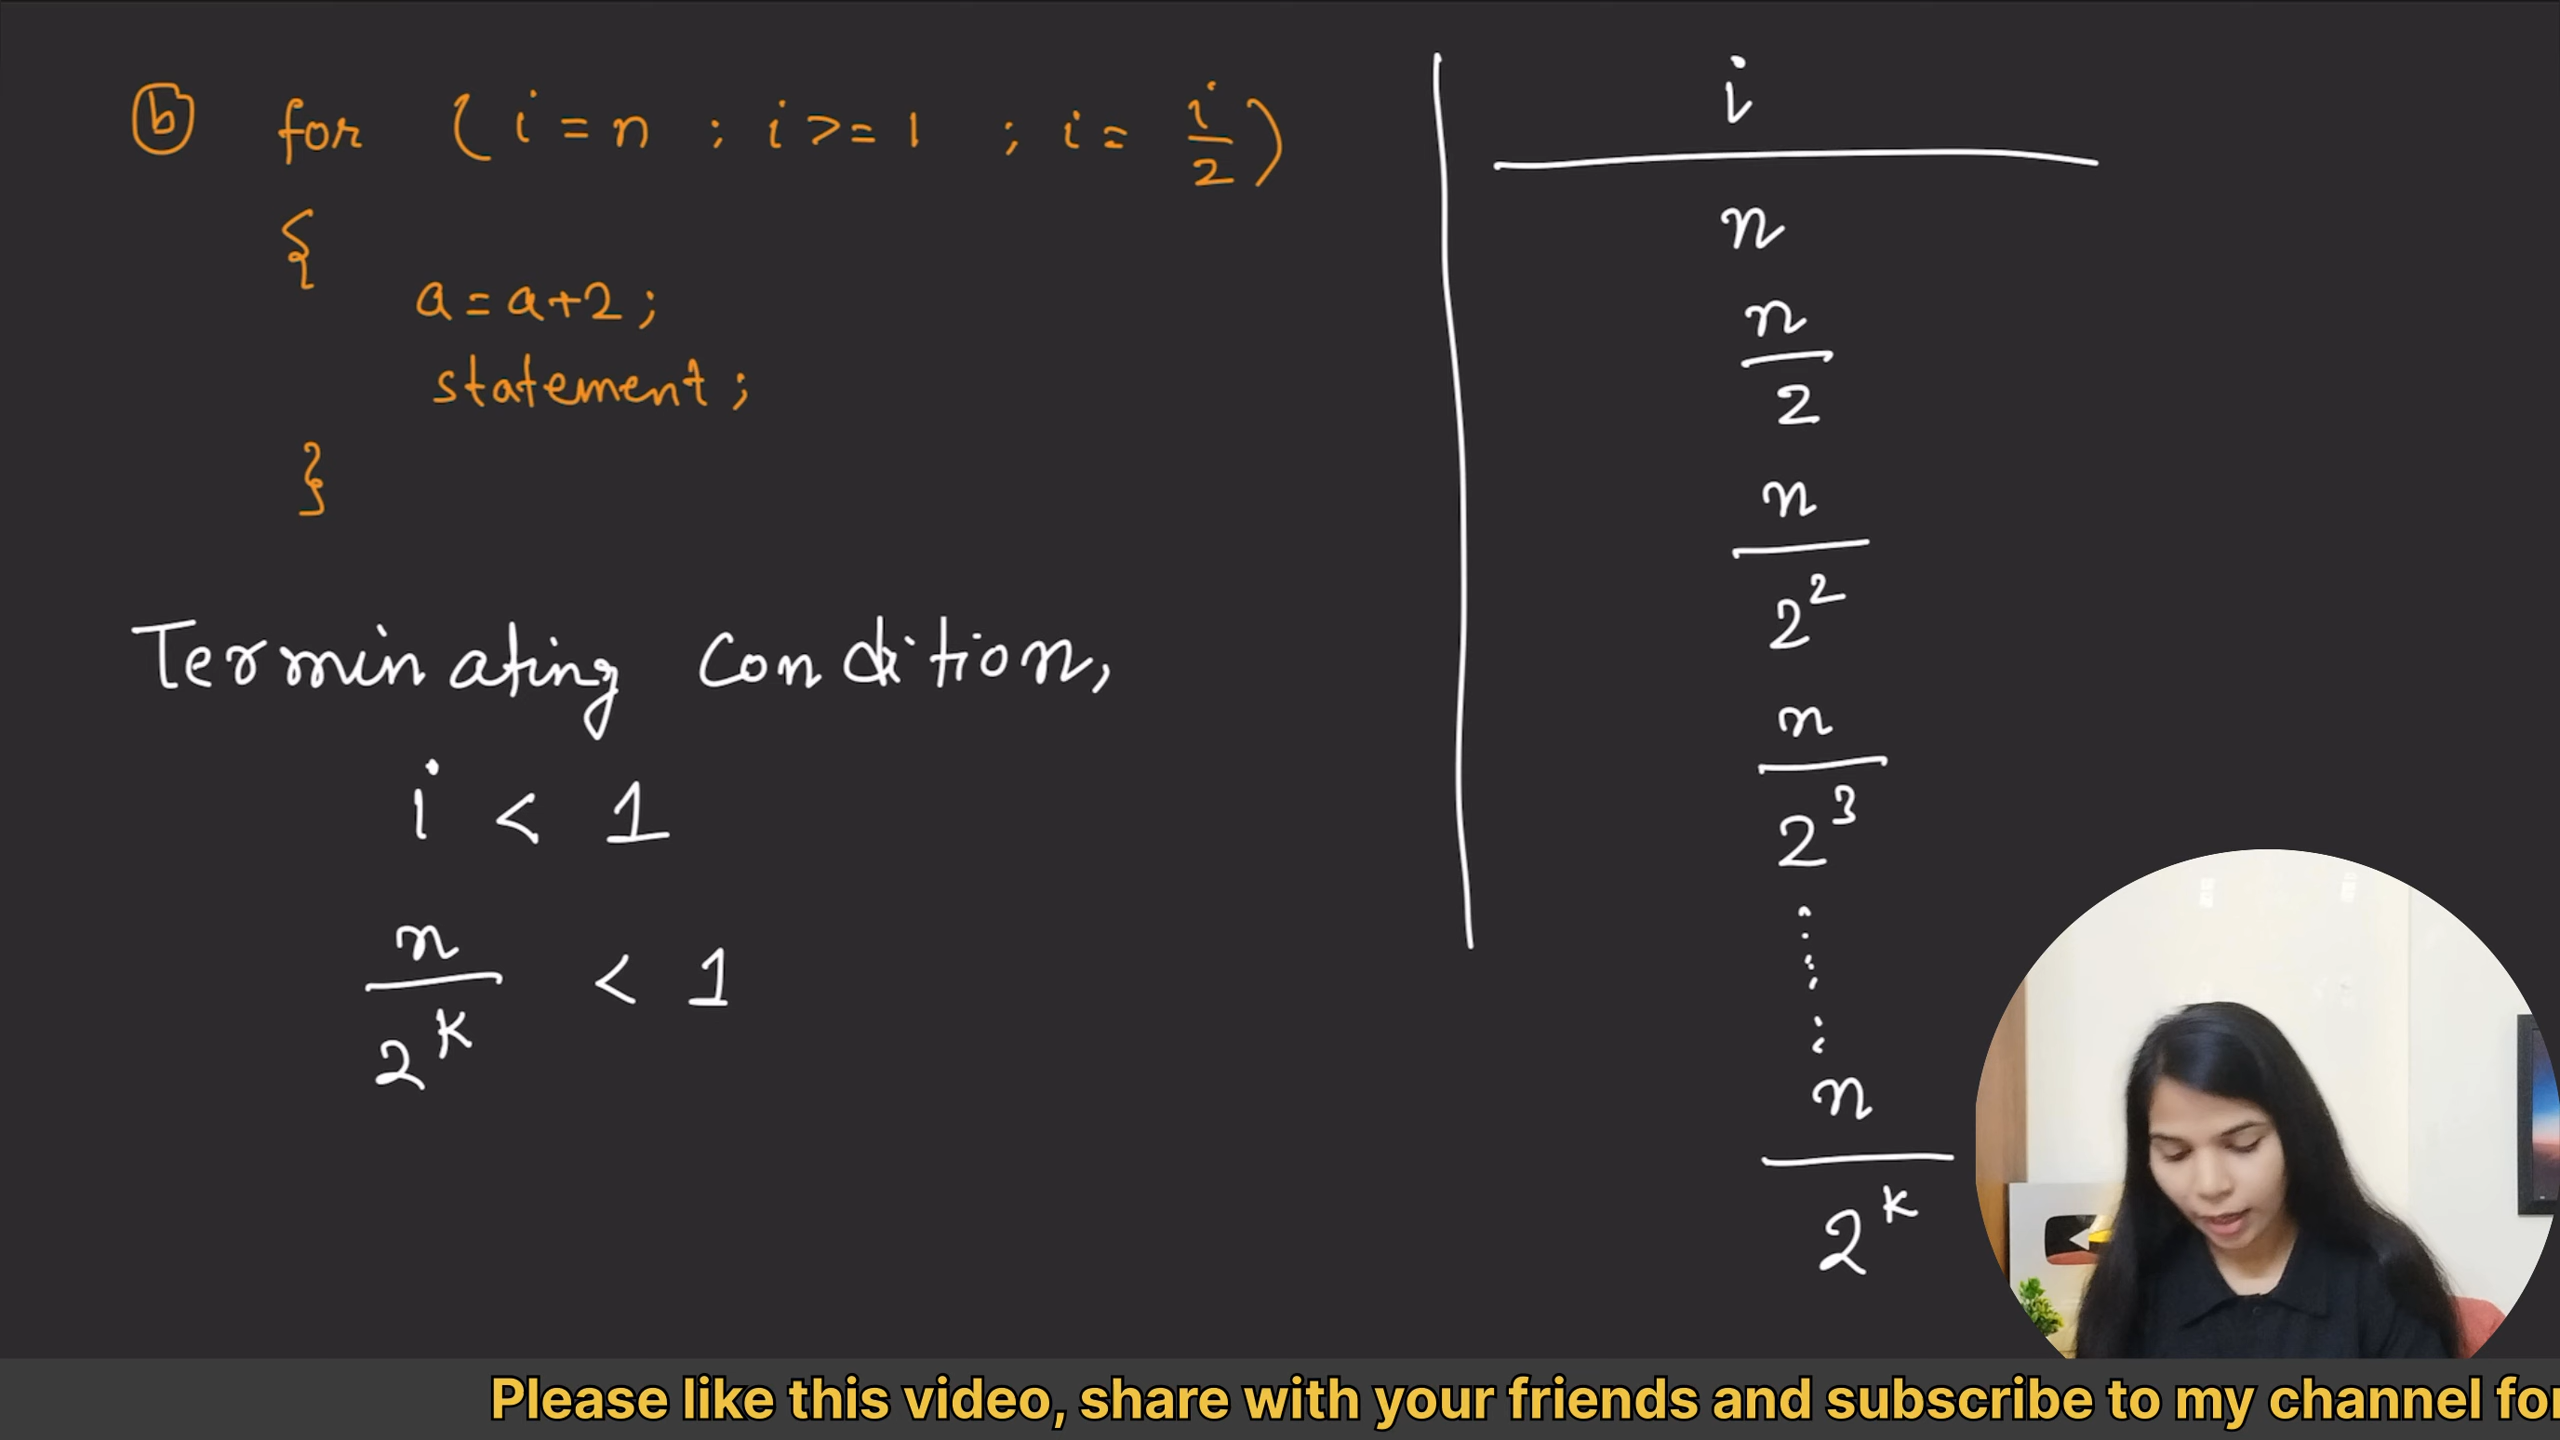 b for ( i = n ; i >= 1 ; i = i/2 )
{
a = a+2 ;
statement ;
}
Terminating condition,
i < 1
n/2^k < 1
i
n
n/2
n/2^2
n/2^3
⋮
n/2^k
Please like this video, share with your friends and subscribe to my channel for